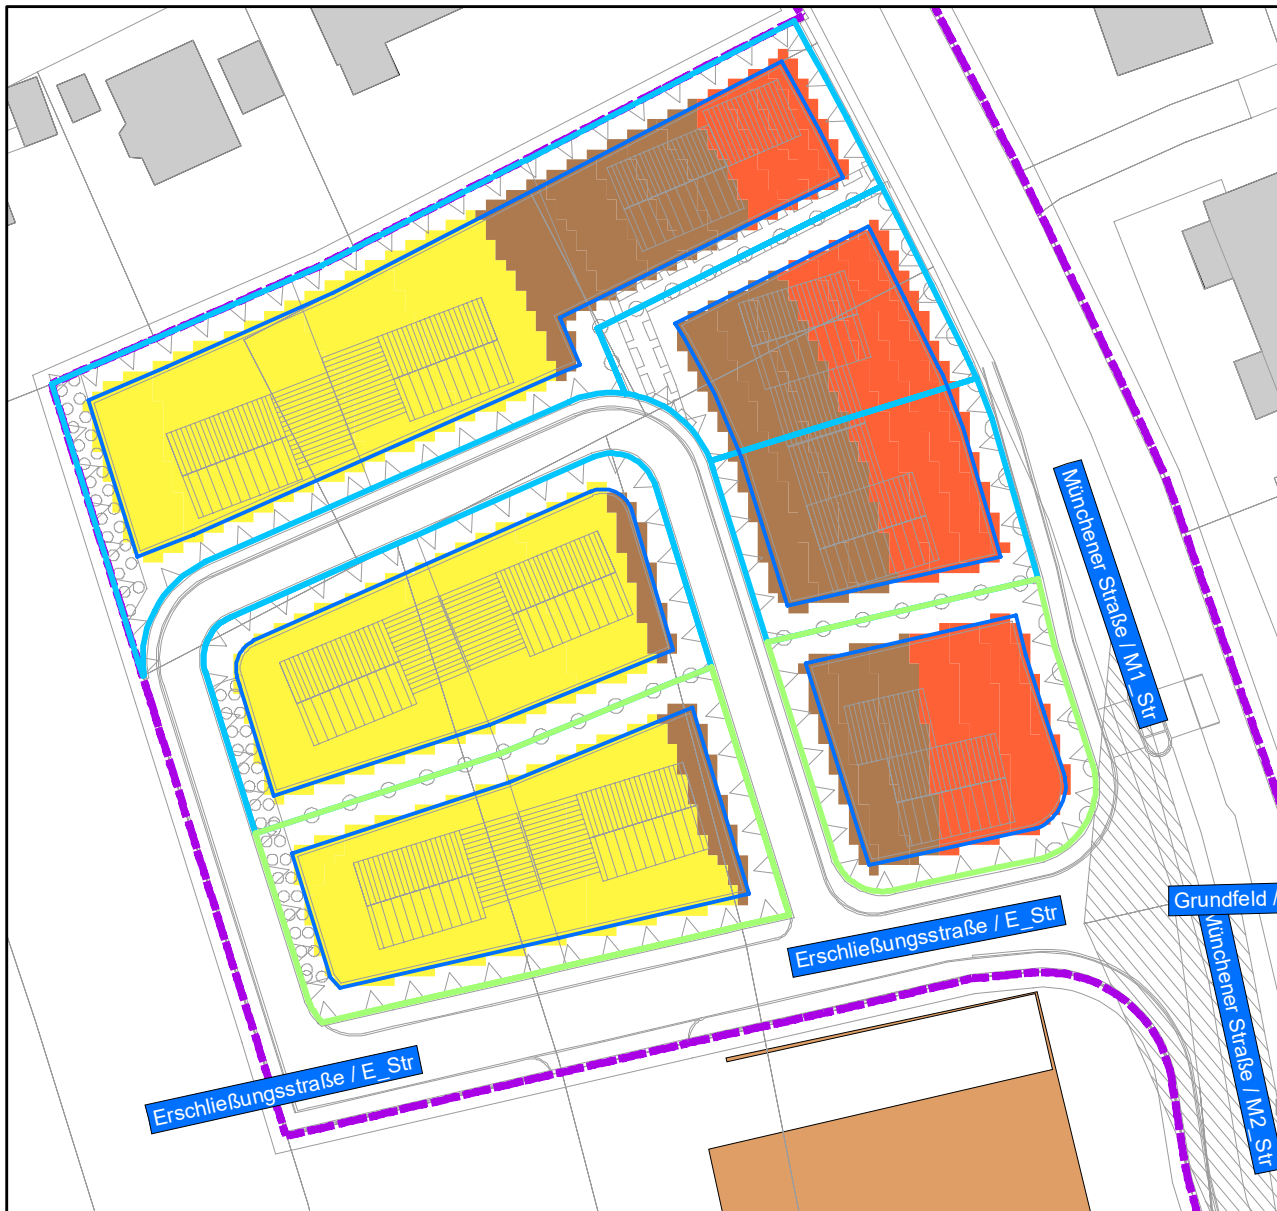 Münchener Straße / M1_Str
Grundfeld /
Erschließungsstraße / E_Str
Münchener Straße / M2_Str
Erschließungsstraße / E_Str